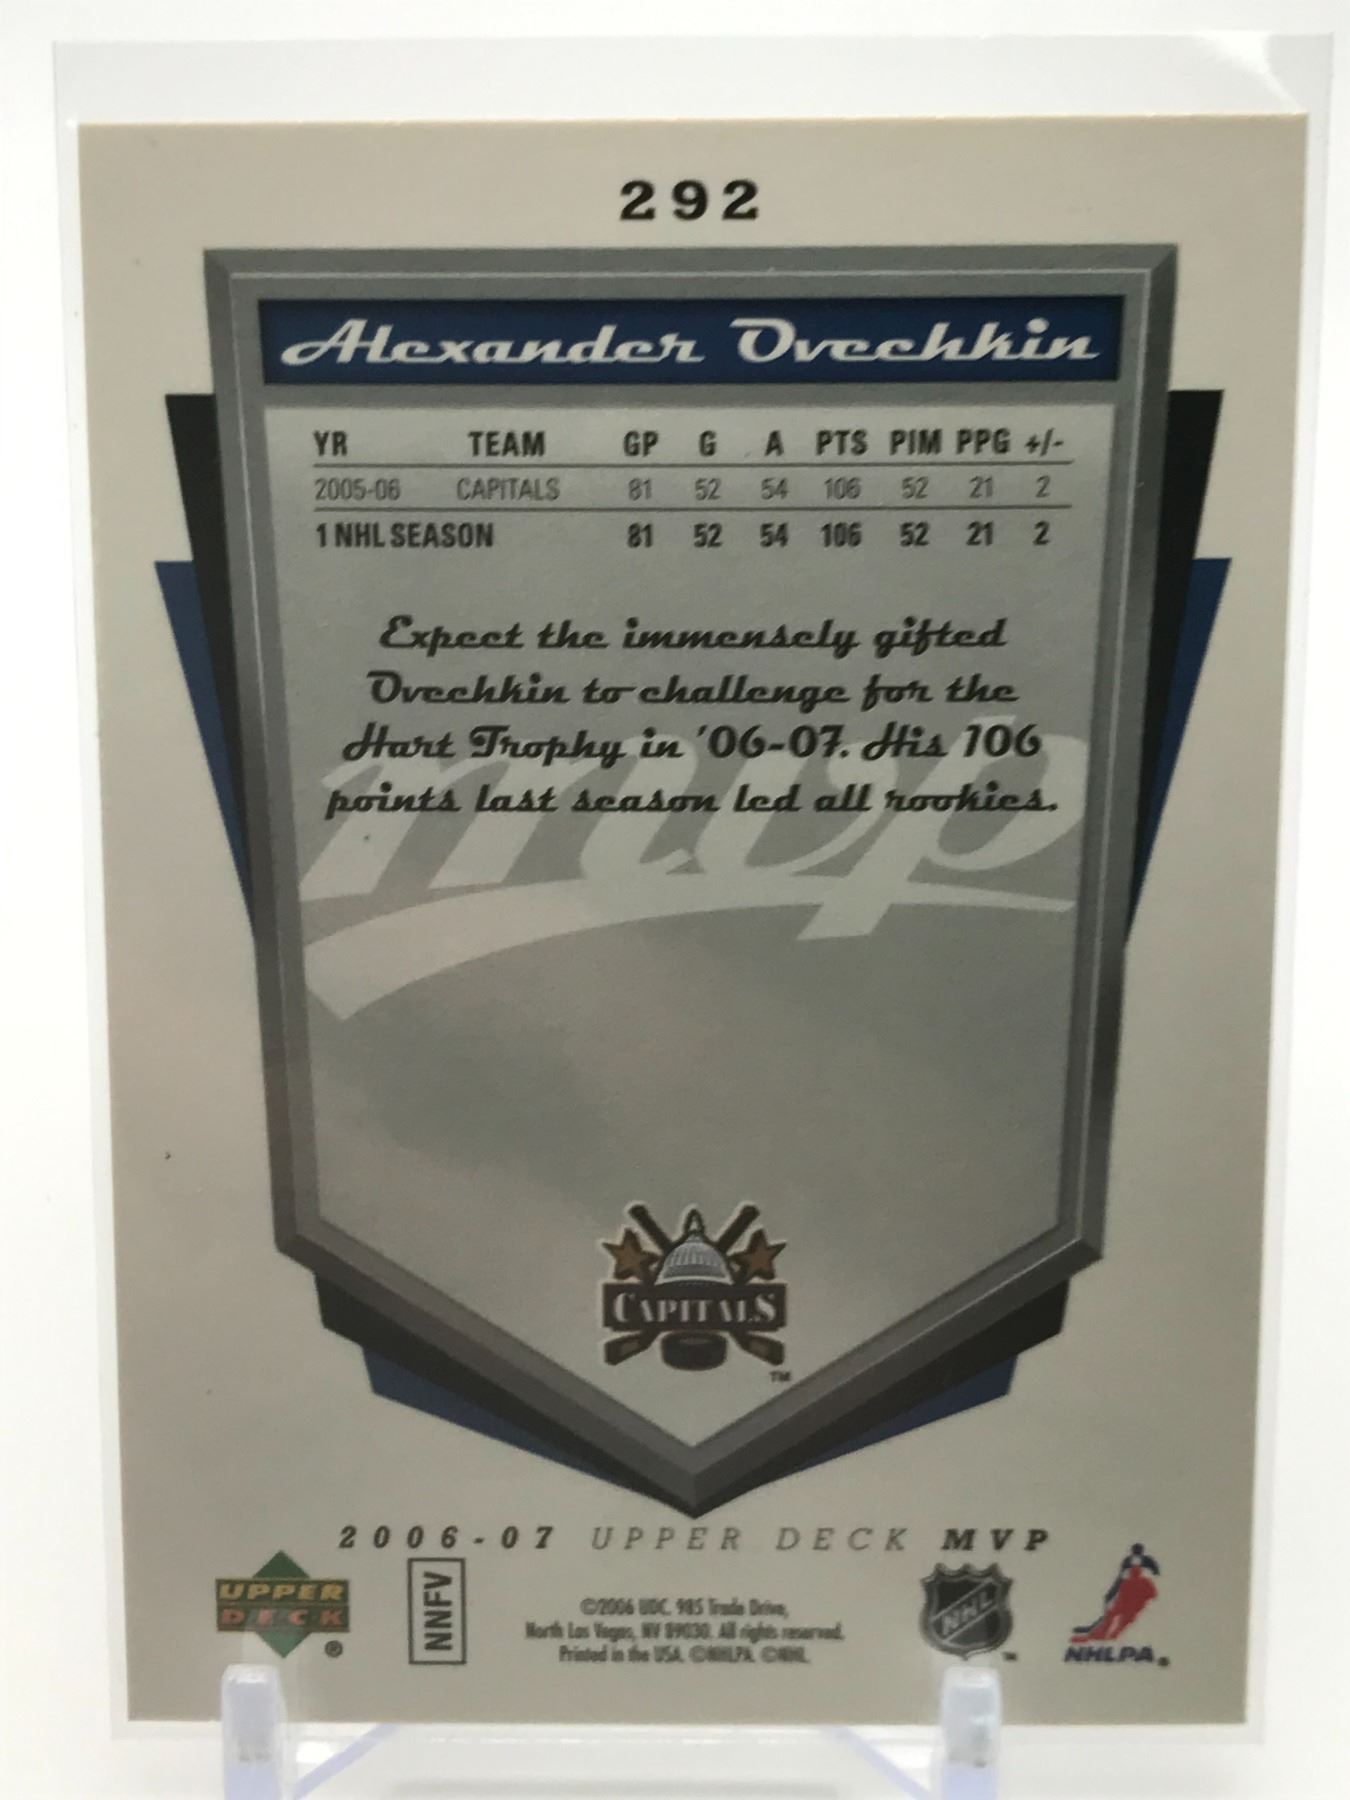 292
Alexander Ovechkin
YR TEAM GP G A PTS PIM PPG +/-
2005-06 CAPITALS 81 52 54 106 52 21 2
1 NHL SEASON 81 52 54 106 52 21 2
Expect the immensely gifted
Ovechkin to challenge for the
Hart Trophy in '06-07. His 106
points last season led all rookies.
mvp
CAPITALS
TM
2006-07 UPPER DECK MVP
UPPER
DECK
®
NNFV
©2006 UDC. 985 Trade Drive,
North Las Vegas, NV 89030. All rights reserved.
Printed in the USA. ©NHLPA. ©NHL.
NHL
TM
NHLPA®